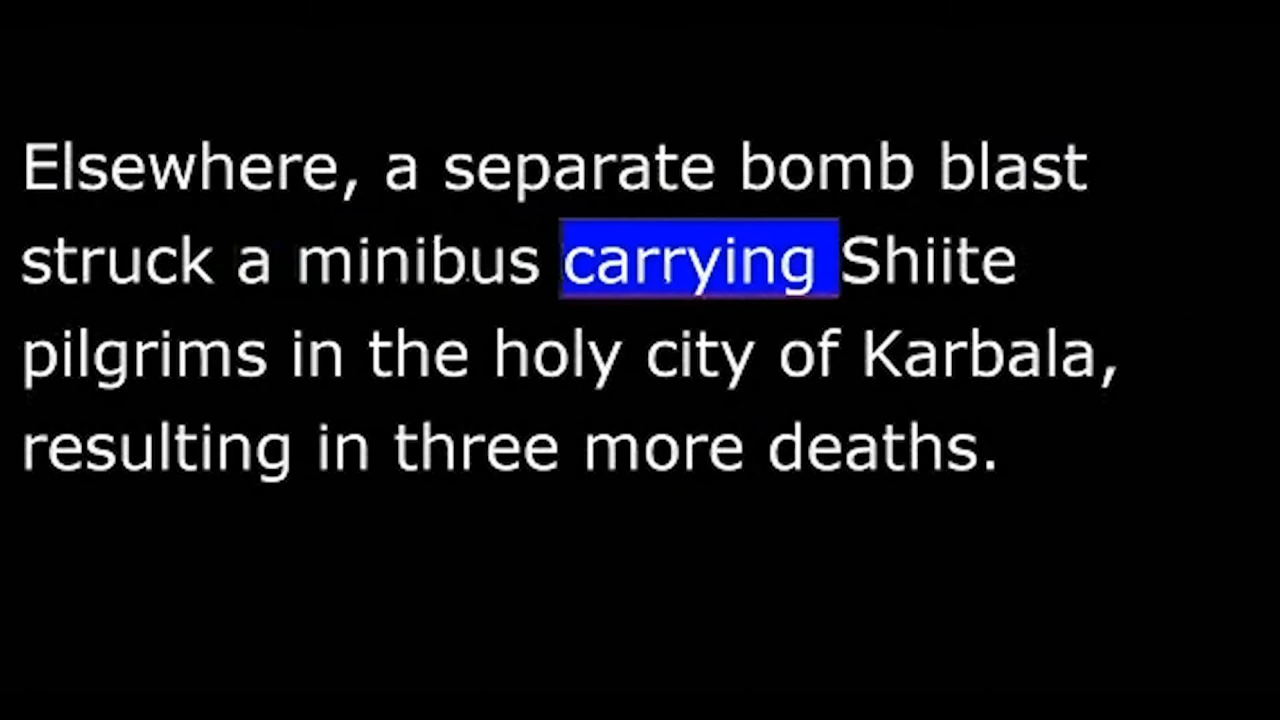 Elsewhere, a separate bomb blast
struck a minibus carrying Shiite
pilgrims in the holy city of Karbala,
resulting in three more deaths.